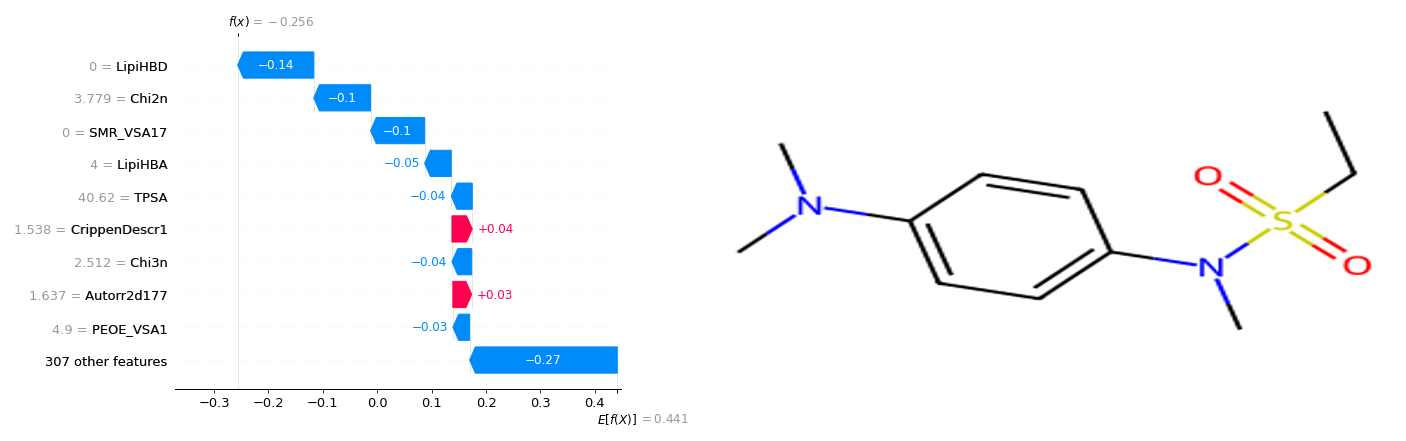 f(x) = −0.256
0 = LipiHBD
−0.14
3.779 = Chi2n
−0.1
0 = SMR_VSA17
−0.1
4 = LipiHBA
−0.05
40.62 = TPSA
−0.04
1.538 = CrippenDescr1
+0.04
2.512 = Chi3n
−0.04
1.637 = Autorr2d177
+0.03
4.9 = PEOE_VSA1
−0.03
307 other features
−0.27
−0.3 −0.2 −0.1 0.0 0.1 0.2 0.3 0.4
E[f(X)] = 0.441
O
N
S
N
O